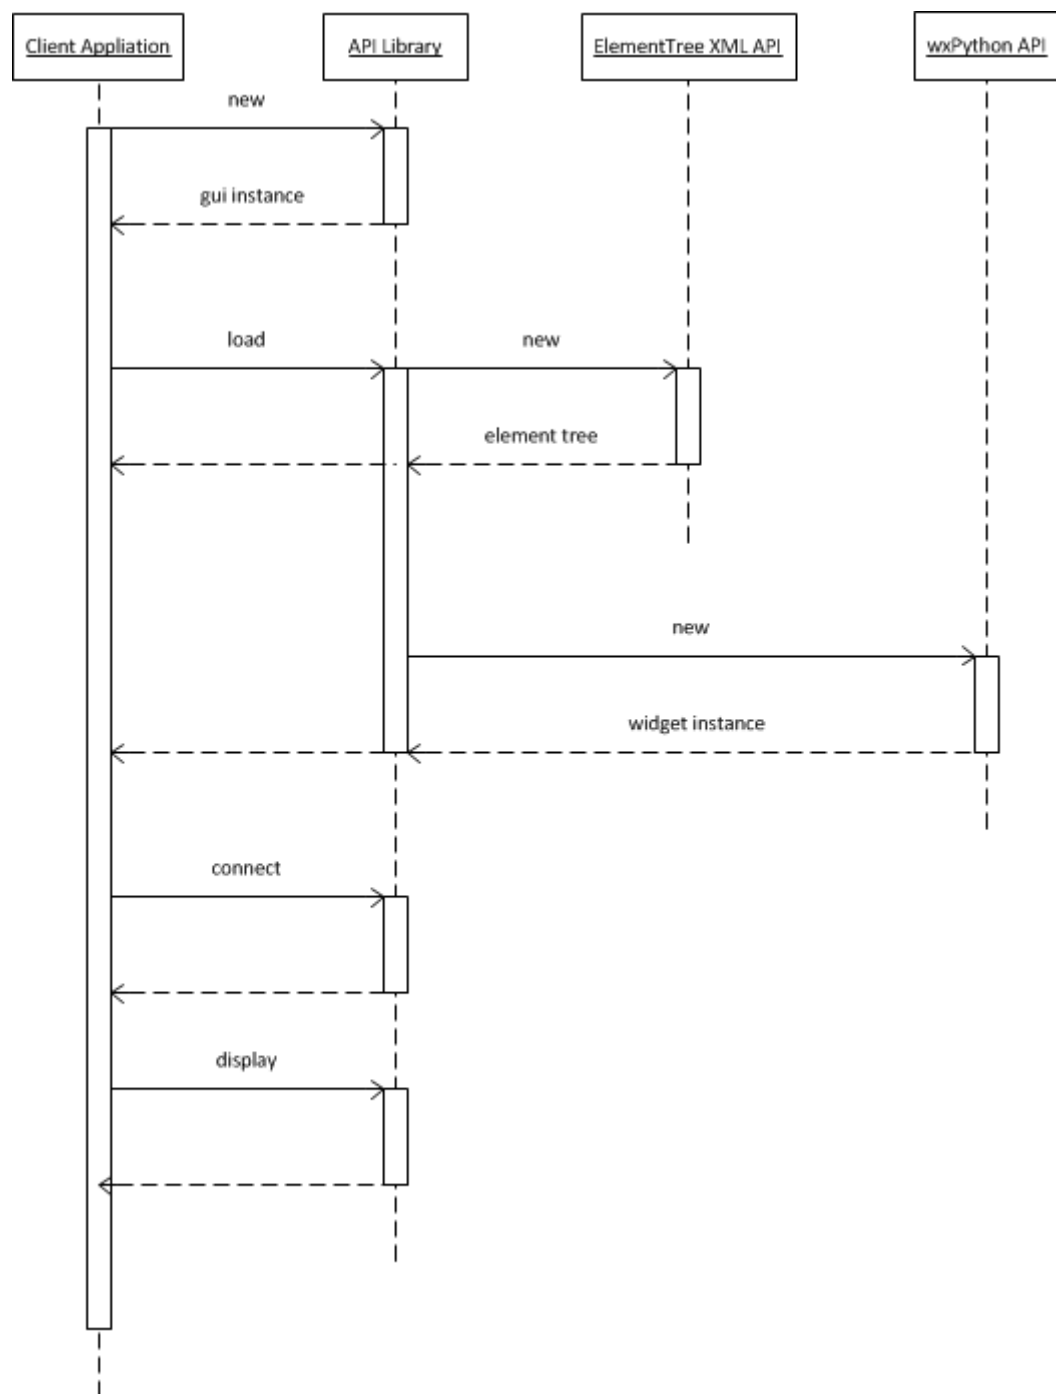 Client Appliation
API Library
ElementTree XML API
wxPython API
new
gui instance
load
new
element tree
new
widget instance
connect
display